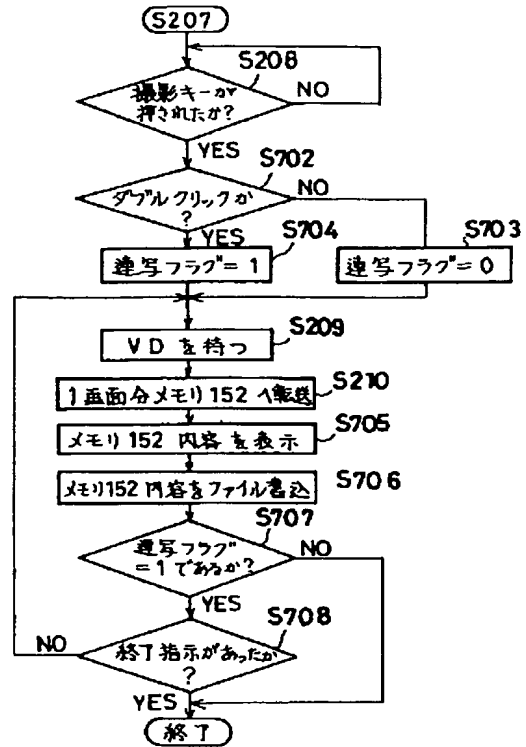 S207
S208
撮影キーが
押されたか?
NO
YES
S702
ダブルクリックか
?
NO
YES
S704
連写フラグ=1
S703
連写フラグ=0
S209
VDを待つ
S210
1画面分メモリ152へ転送
S705
メモリ152内容を表示
S706
メモリ152内容をファイル書込
S707
連写フラグ
=1であるか?
NO
YES
S708
終了指示があったか
?
NO
YES
終了